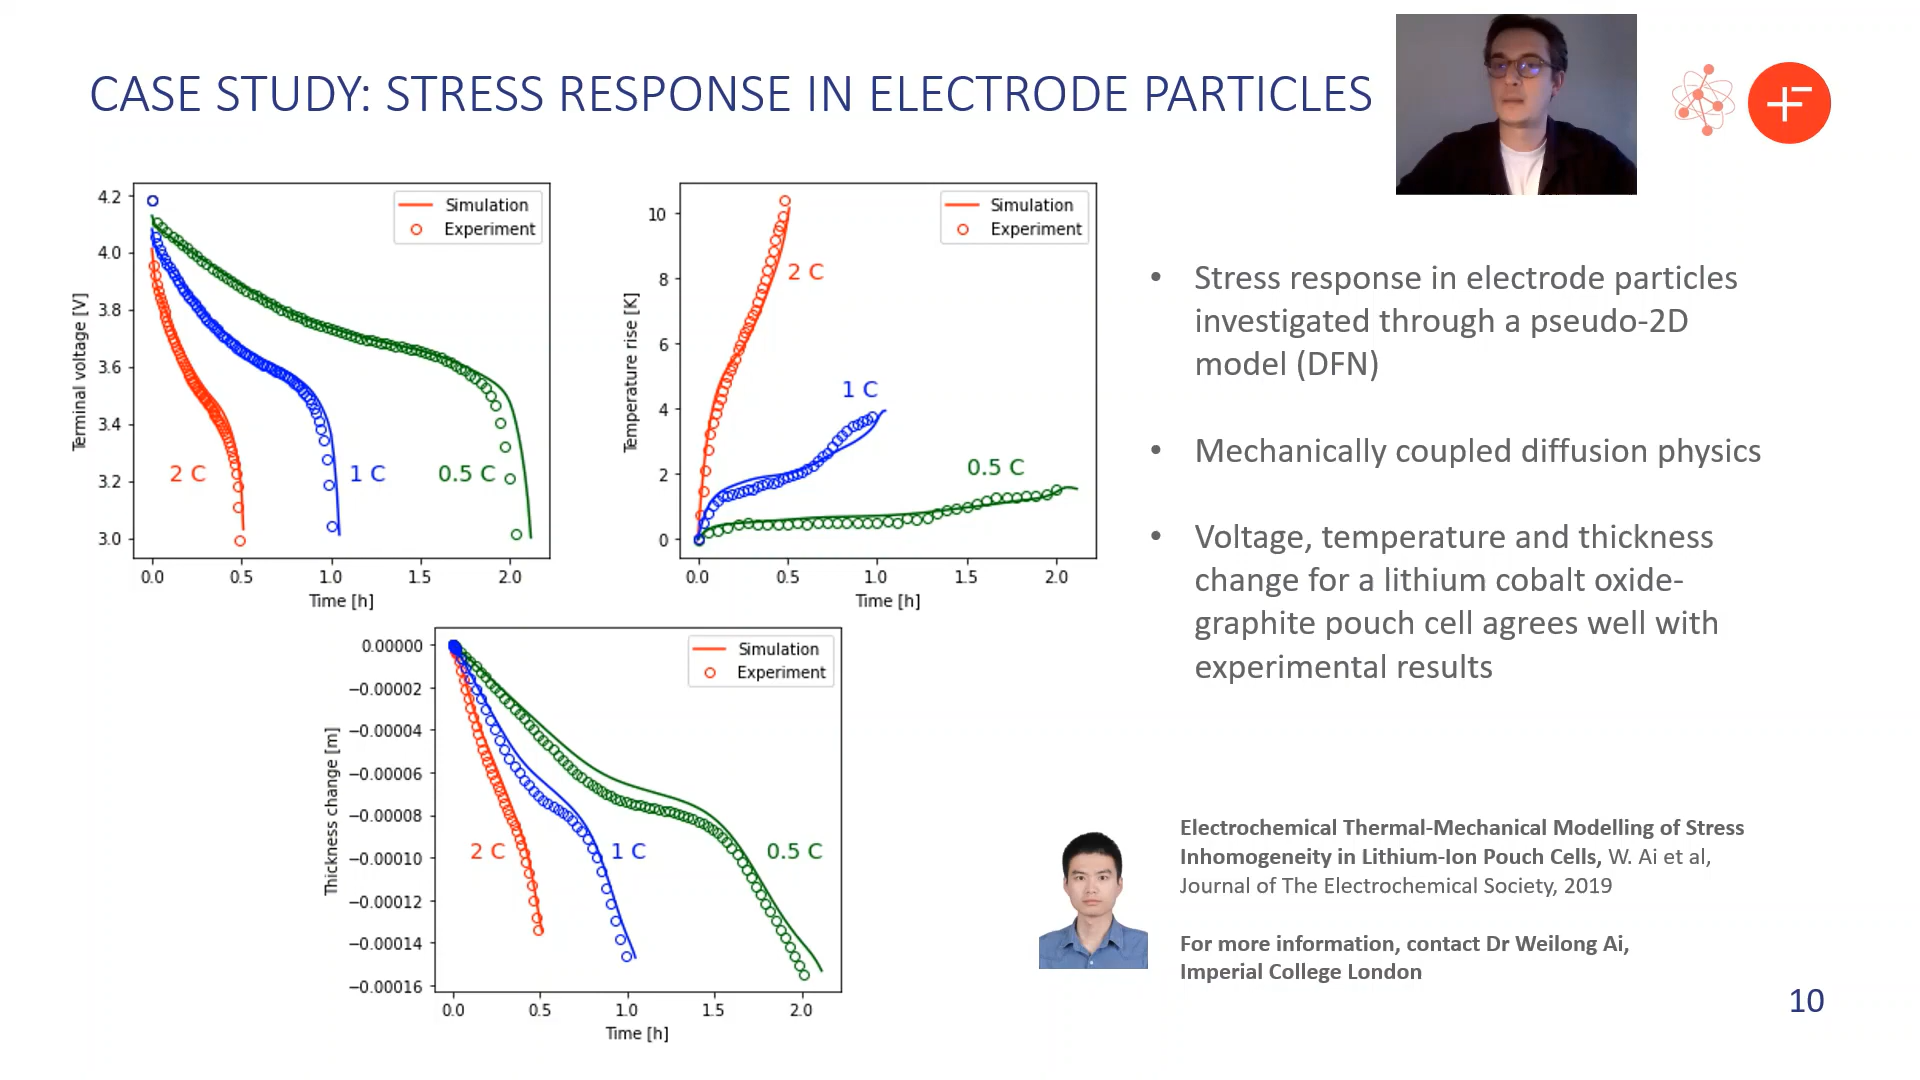 CASE STUDY: STRESS RESPONSE IN ELECTRODE PARTICLES
4.2
4.0
3.8
3.6
3.4
3.2
3.0
Terminal voltage [V]
Simulation
Experiment
2 C
1 C
0.5 C
0.0
0.5
1.0
1.5
2.0
Time [h]
10
8
6
4
2
0
Temperature rise [K]
Simulation
Experiment
2 C
1 C
0.5 C
0.0
0.5
1.0
1.5
2.0
Time [h]
0.00000
−0.00002
−0.00004
−0.00006
−0.00008
−0.00010
−0.00012
−0.00014
−0.00016
Thickness change [m]
Simulation
Experiment
2 C
1 C
0.5 C
0.0
0.5
1.0
1.5
2.0
Time [h]
• Stress response in electrode particles
investigated through a pseudo-2D
model (DFN)
• Mechanically coupled diffusion physics
• Voltage, temperature and thickness
change for a lithium cobalt oxide-
graphite pouch cell agrees well with
experimental results
Electrochemical Thermal-Mechanical Modelling of Stress
Inhomogeneity in Lithium-Ion Pouch Cells, W. Ai et al,
Journal of The Electrochemical Society, 2019
For more information, contact Dr Weilong Ai,
Imperial College London
10